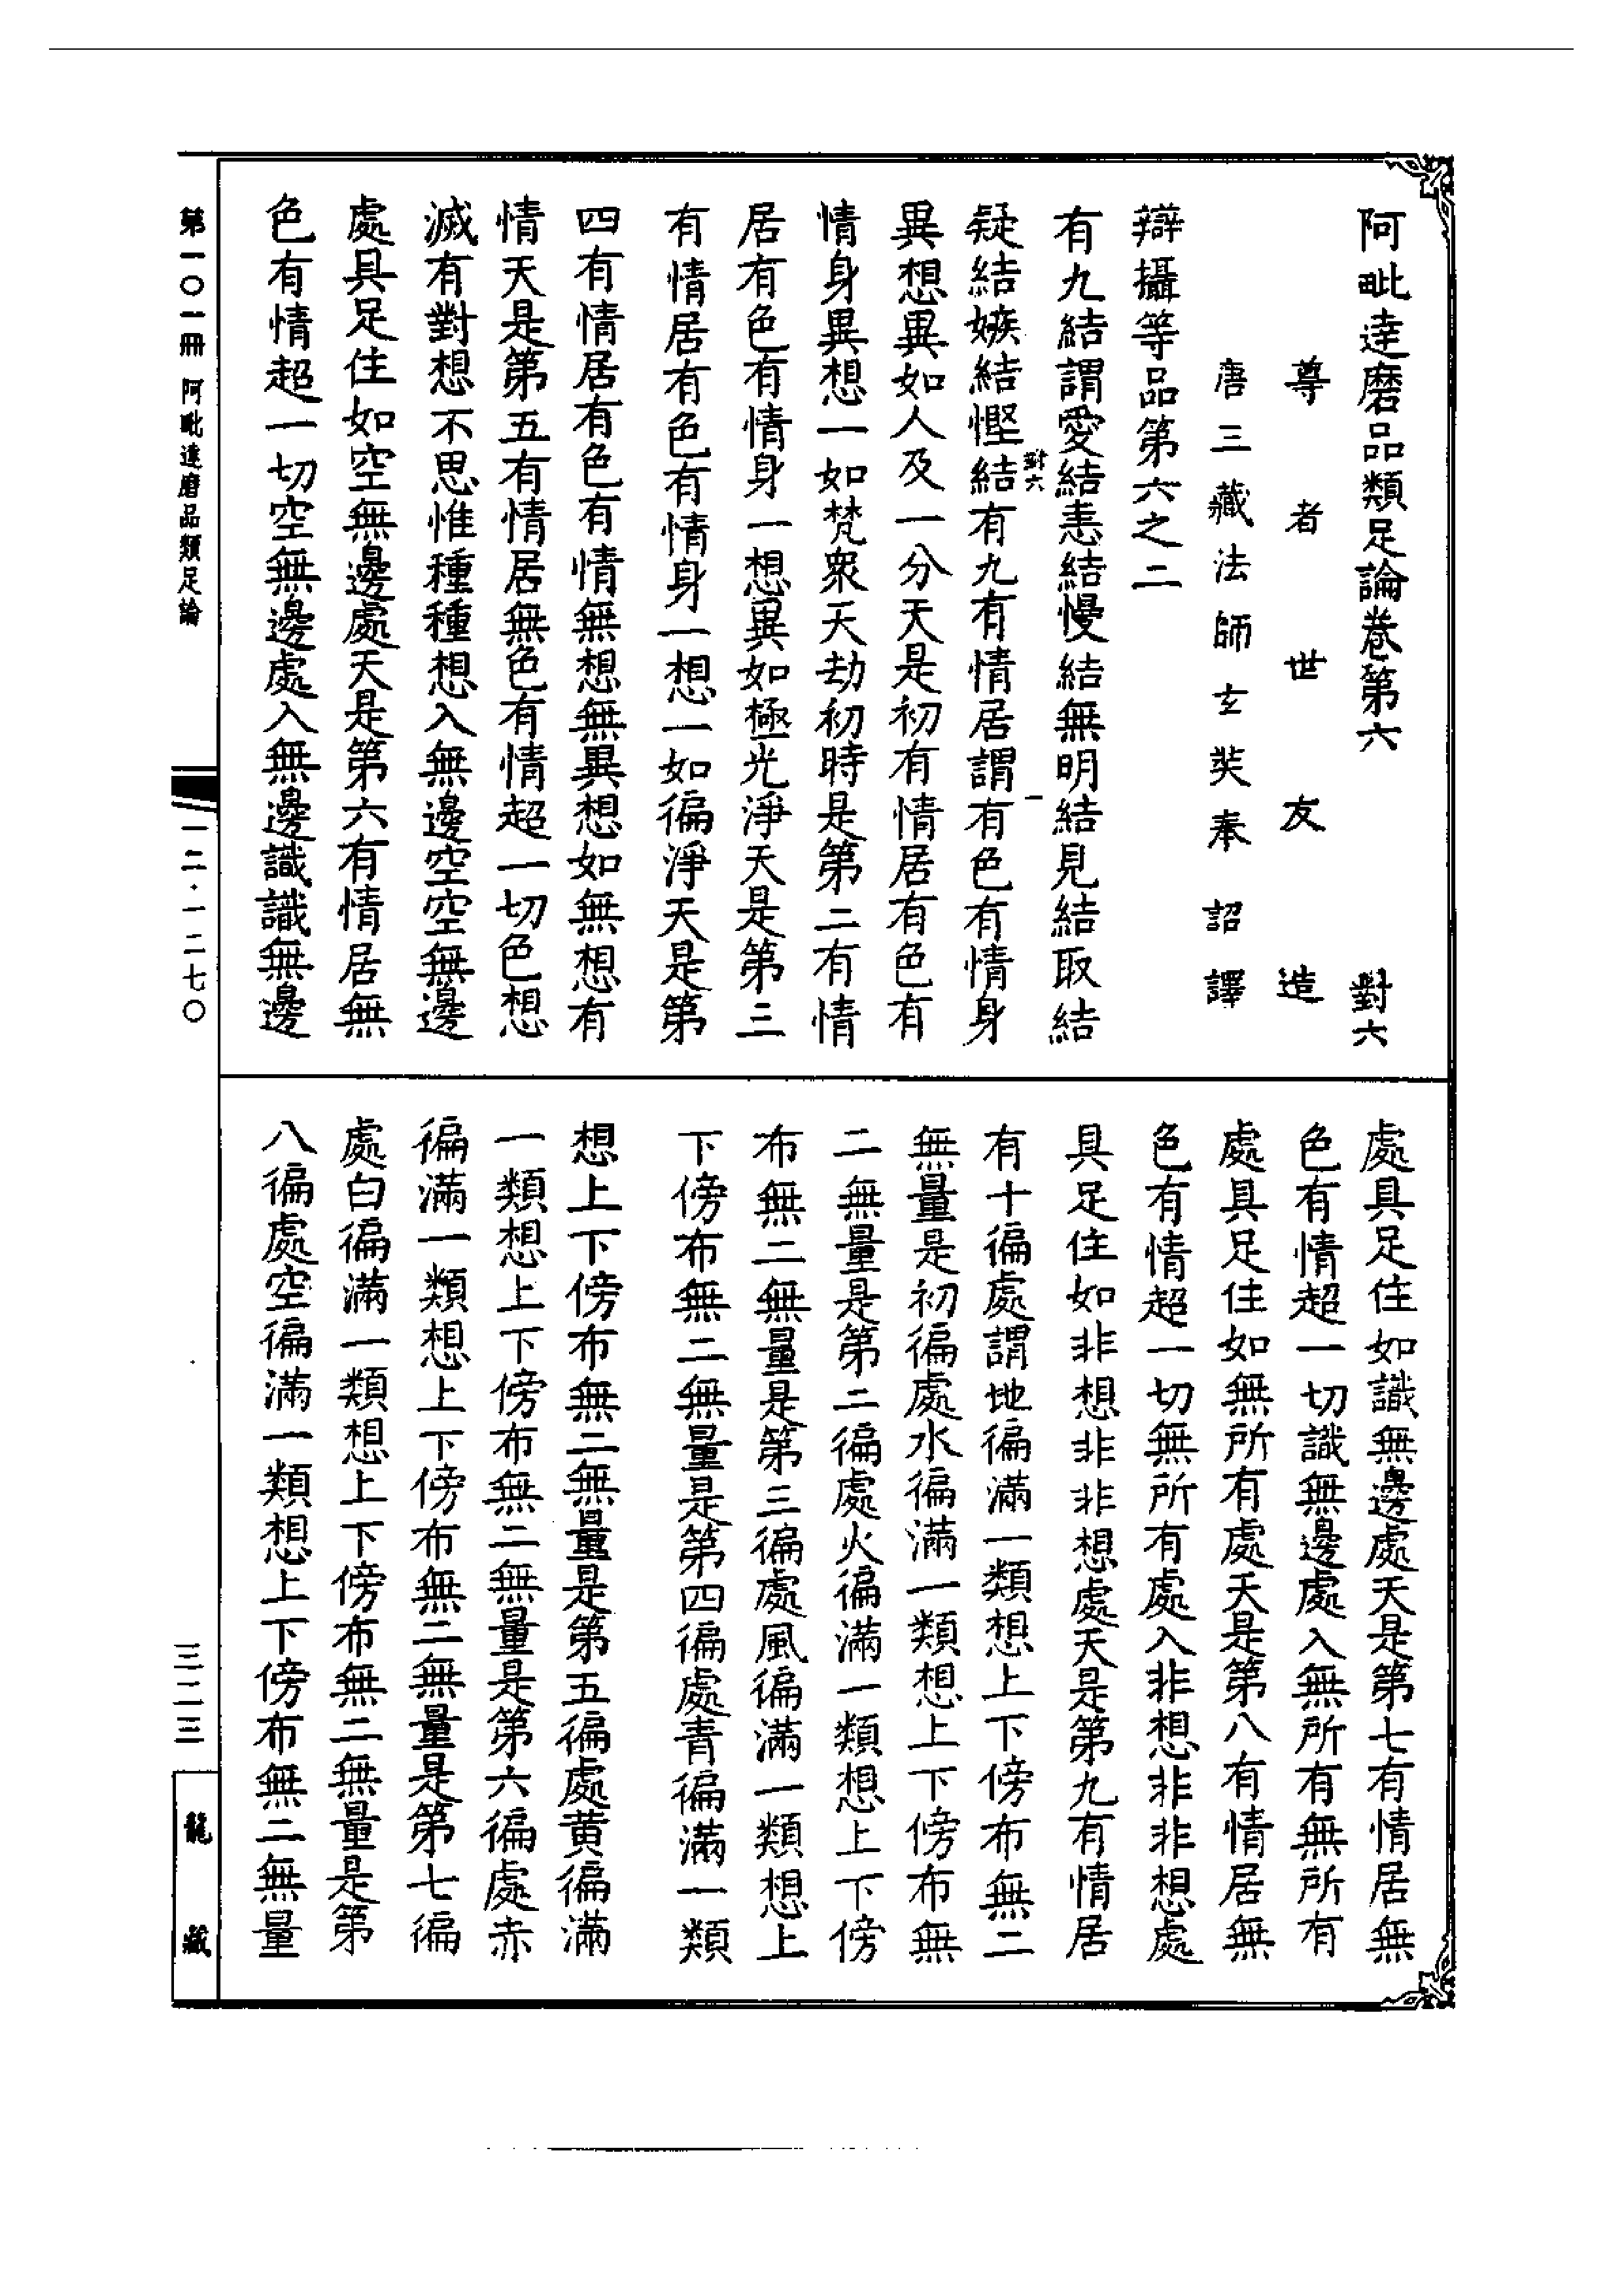 阿毗達磨品類足論卷第六　對六
尊者世友造
唐三藏法師玄奘奉詔譯
辯攝等品第六之二
有九結謂愛結恚結慢結無明結見結取結
對六　一
疑結嫉結慳結有九有情居謂有色有情身
異想異如人及一分天是初有情居有色有
情身異想一如梵衆天劫初時是第二有情
居有色有情身一想異如極光淨天是第三
有情居有色有情身一想一如徧淨天是第
四有情居有色有情無想無異想如無想有
情天是第五有情居無色有情超一切色想
滅有對想不思惟種種想入無邊空空無邊
處具足住如空無邊處天是第六有情居無
色有情超一切空無邊處入無邊識識無邊
處具足住如識無邊處天是第七有情居無
色有情超一切識無邊處入無所有無所有
處具足住如無所有處天是第八有情居無
色有情超一切無所有處入非想非非想處
具足住如非想非非想處天是第九有情居
有十徧處謂地徧滿一類想上下傍布無二
無量是初徧處水徧滿一類想上下傍布無
二無量是第二徧處火徧滿一類想上下傍
布無二無量是第三徧處風徧滿一類想上
下傍布無二無量是第四徧處青徧滿一類
想上下傍布無二無量是第五徧處黄徧滿
一類想上下傍布無二無量是第六徧處赤
徧滿一類想上下傍布無二無量是第七徧
處白徧滿一類想上下傍布無二無量是第
八徧處空徧滿一類想上下傍布無二無量
第一〇一冊　阿毗達磨品類足論
一二·一二七〇
三二三
龍藏